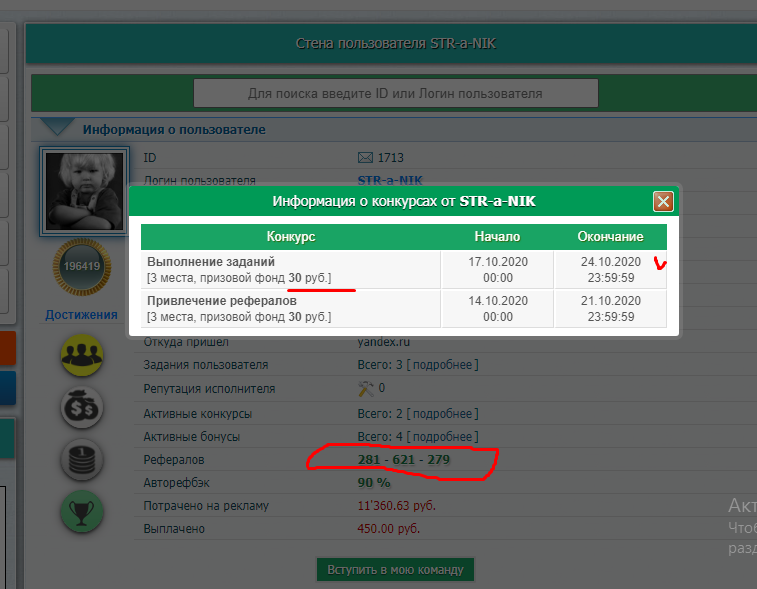 Стена пользователя STR-a-NIK
Для поиска введите ID или Логин пользователя
Информация о пользователе
ID 1713
Логин пользователя STR-a-NIK
Информация о конкурсах от STR-a-NIK
Конкурс Начало Окончание
Выполнение заданий 17.10.2020 24.10.2020
[3 места, призовой фонд 30 руб.] 00:00 23:59:59
Привлечение рефералов 14.10.2020 21.10.2020
[3 места, призовой фонд 30 руб.] 00:00 23:59:59
196419
Достижения
Откуда пришел yandex.ru
Задания пользователя Всего: 3 [ подробнее ]
Репутация исполнителя 0
Активные конкурсы Всего: 2 [ подробнее ]
Активные бонусы Всего: 4 [ подробнее ]
Рефералов 281 - 621 - 279
Авторефбэк 90 %
Потрачено на рекламу 11'360.63 руб.
Выплачено 450.00 руб.
Вступить в мою команду